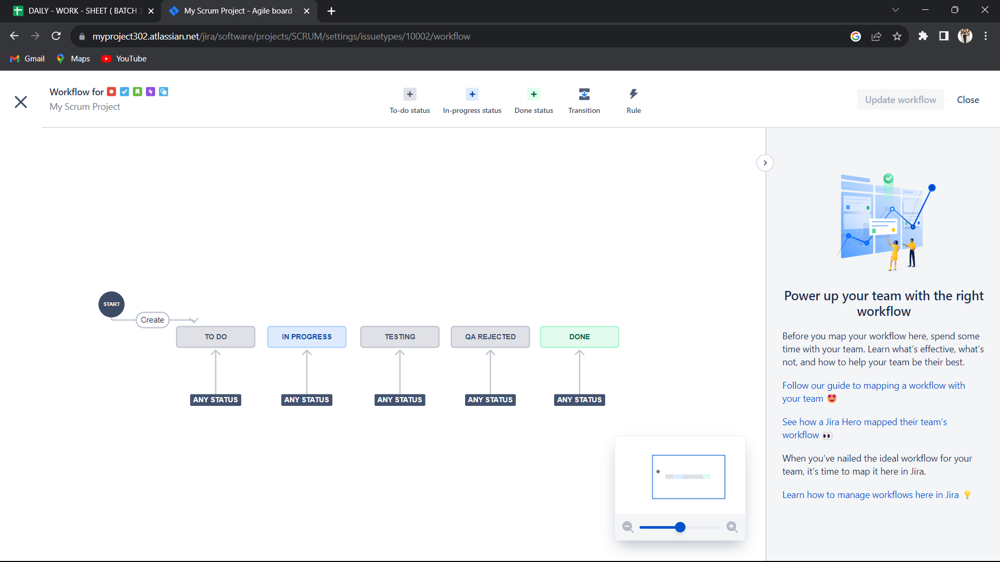 DAILY - WORK - SHEET ( BATCH 3
My Scrum Project - Agile board -
myproject302.atlassian.net/jira/software/projects/SCRUM/settings/issuetypes/10002/workflow
Gmail
Maps
YouTube
Workflow for
My Scrum Project
To-do status
In-progress status
Done status
Transition
Rule
Update workflow
Close
START
Create
TO DO
IN PROGRESS
TESTING
QA REJECTED
DONE
ANY STATUS
ANY STATUS
ANY STATUS
ANY STATUS
ANY STATUS
Power up your team with the right
workflow
Before you map your workflow here, spend some
time with your team. Learn what's effective, what's
not, and how to help your team be their best.
Follow our guide to mapping a workflow with
your team 🤩
See how a Jira Hero mapped their team's
workflow 👀
When you've nailed the ideal workflow for your
team, it's time to map it here in Jira.
Learn how to manage workflows here in Jira 💡